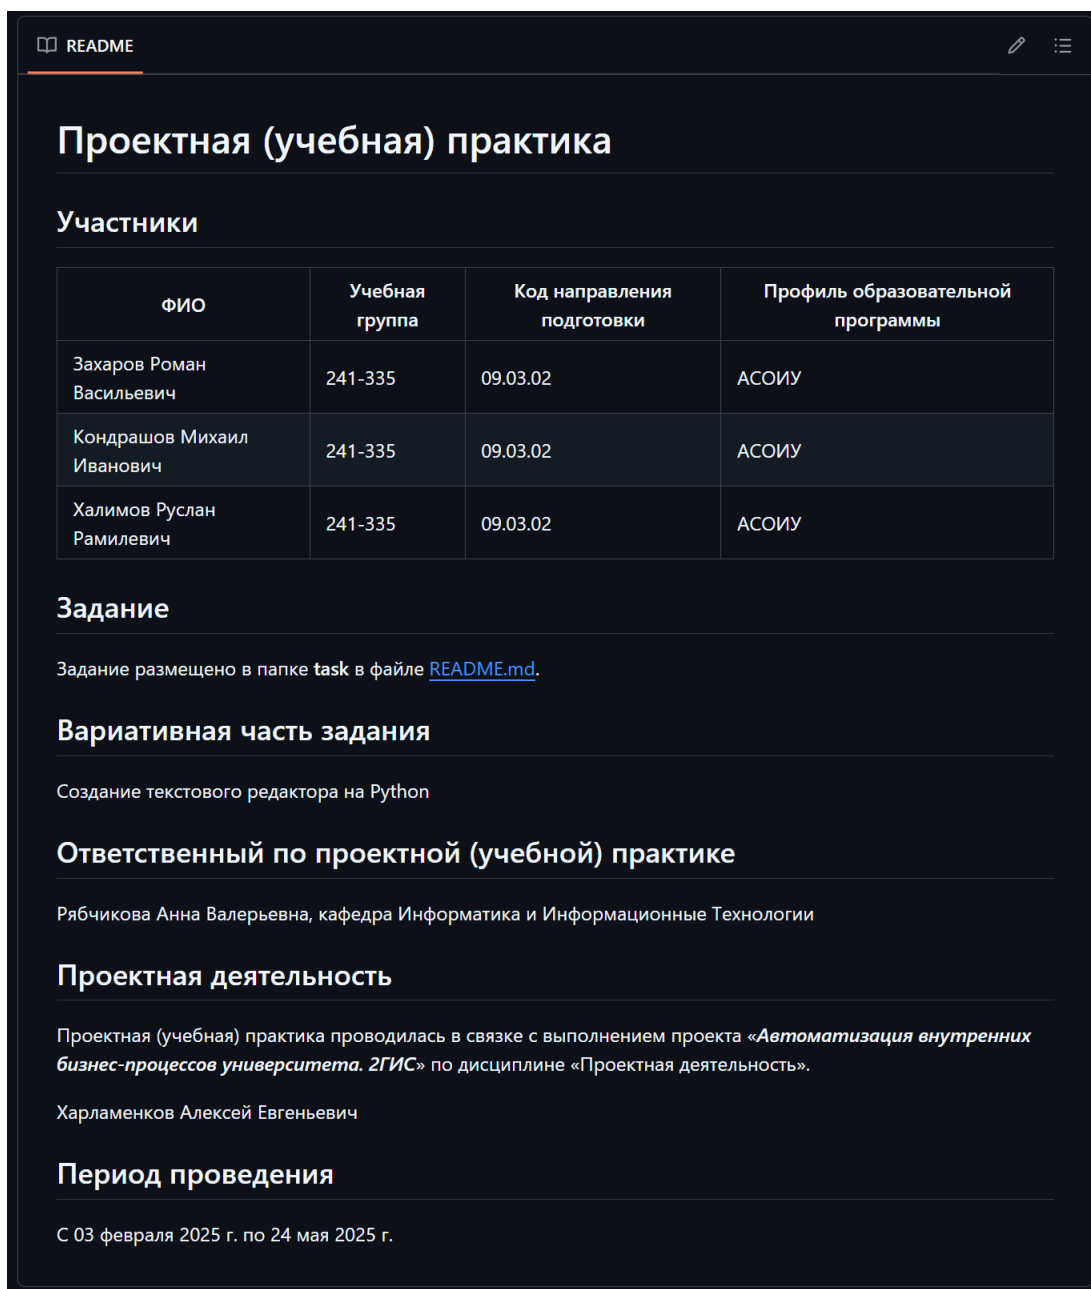 README
Проектная (учебная) практика
Участники
ФИО
Учебная
группа
Код направления
подготовки
Профиль образовательной
программы
Захаров Роман
Васильевич
241-335
09.03.02
АСОИУ
Кондрашов Михаил
Иванович
241-335
09.03.02
АСОИУ
Халимов Руслан
Рамилевич
241-335
09.03.02
АСОИУ
Задание
Задание размещено в папке task в файле README.md.
Вариативная часть задания
Создание текстового редактора на Python
Ответственный по проектной (учебной) практике
Рябчикова Анна Валерьевна, кафедра Информатика и Информационные Технологии
Проектная деятельность
Проектная (учебная) практика проводилась в связке с выполнением проекта «Автоматизация внутренних
бизнес-процессов университета. 2ГИС» по дисциплине «Проектная деятельность».
Харламенков Алексей Евгеньевич
Период проведения
С 03 февраля 2025 г. по 24 мая 2025 г.